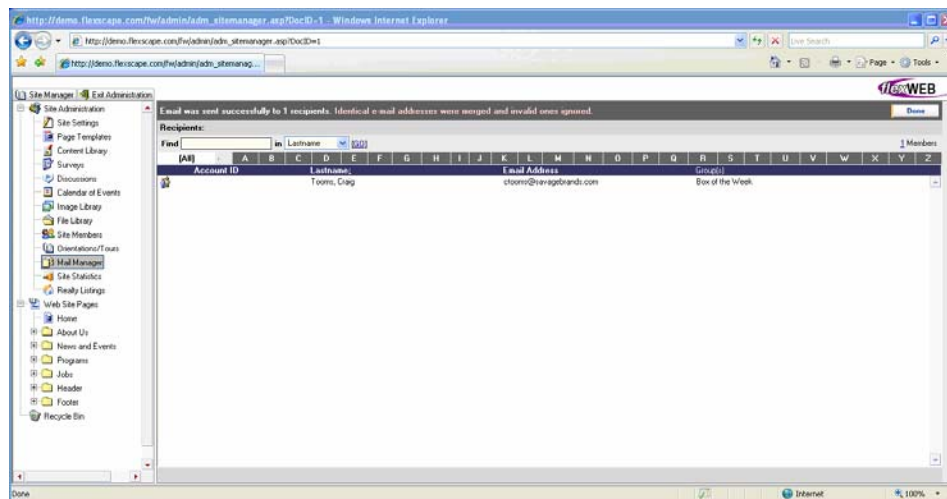 http://demo.flexscape.com/fw/admin/adm_sitemanager.asp?DocID=1 - Windows Internet Explorer
http://demo.flexscape.com/fw/admin/adm_sitemanager.asp?DocID=1
Live Search
http://demo.flexscape.com/fw/admin/adm_sitemanag...
Page
Tools
Site Manager
Exit Administration
flexWEB
Site Administration
Site Settings
Page Templates
Content Library
Surveys
Discussions
Calendar of Events
Image Library
File Library
Site Members
Orientations/Tours
Mail Manager
Site Statistics
Realty Listings
Web Site Pages
Home
About Us
News and Events
Programs
Jobs
Header
Footer
Recycle Bin
Email was sent successfully to 1 recipients. Identical e-mail addresses were merged and invalid ones ignored.
Done
Recipients:
Find in Lastname [GO]
1 Members
[All] - A B C D E F G H I J K L M N O P Q R S T U V W X Y Z
Account ID Lastname; Email Address Group(s)
Tooms, Craig ctooms@savagebrands.com Box of the Week
Done
Internet
100%